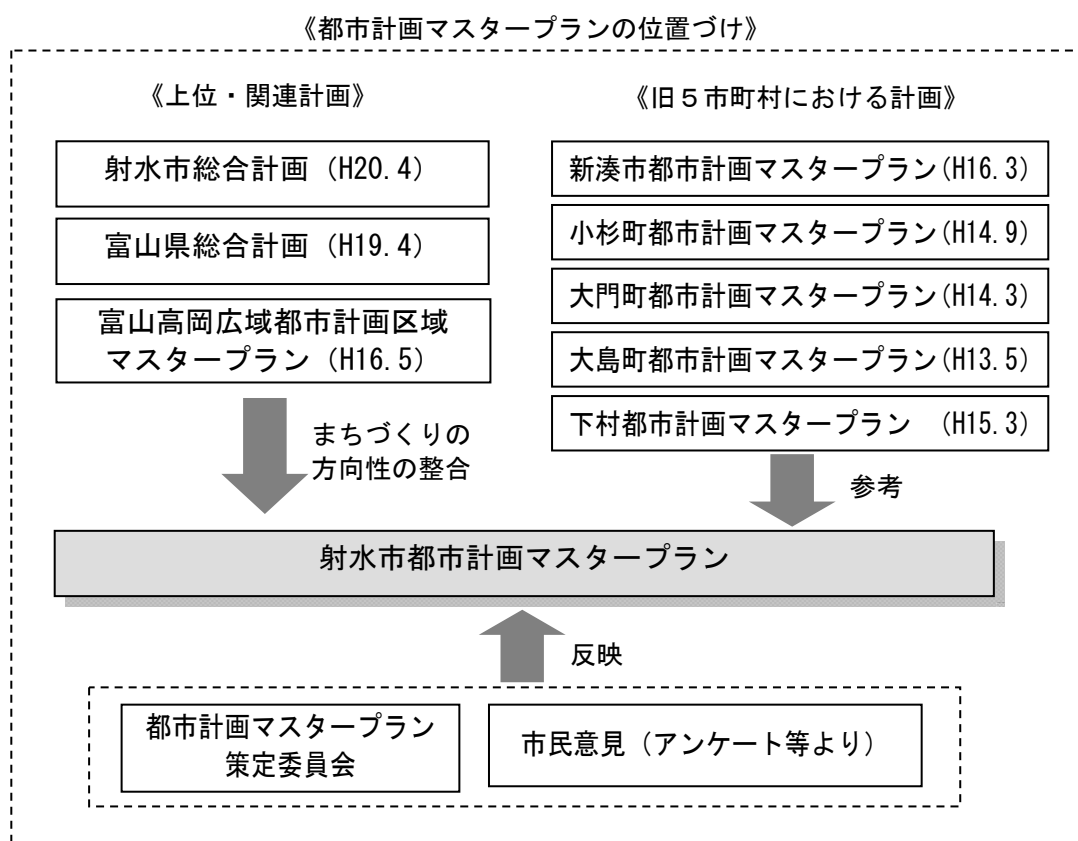 《都市計画マスタープランの位置づけ》
《上位・関連計画》
射水市総合計画（H20.4）
富山県総合計画（H19.4）
富山高岡広域都市計画区域
マスタープラン（H16.5）
まちづくりの
方向性の整合
《旧５市町村における計画》
新湊市都市計画マスタープラン(H16.3)
小杉町都市計画マスタープラン(H14.9)
大門町都市計画マスタープラン(H14.3)
大島町都市計画マスタープラン(H13.5)
下村都市計画マスタープラン　(H15.3)
参考
射水市都市計画マスタープラン
反映
都市計画マスタープラン
策定委員会
市民意見（アンケート等より）